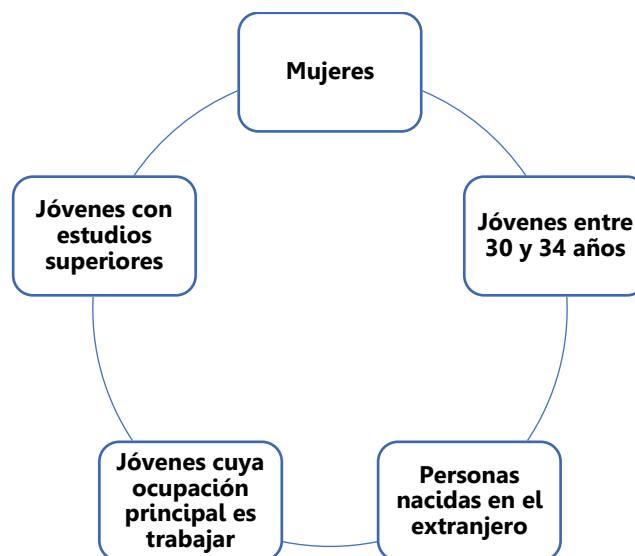 Mujeres
Jóvenes entre
30 y 34 años
Personas
nacidas en el
extranjero
Jóvenes cuya
ocupación
principal es
trabajar
Jóvenes con
estudios
superiores